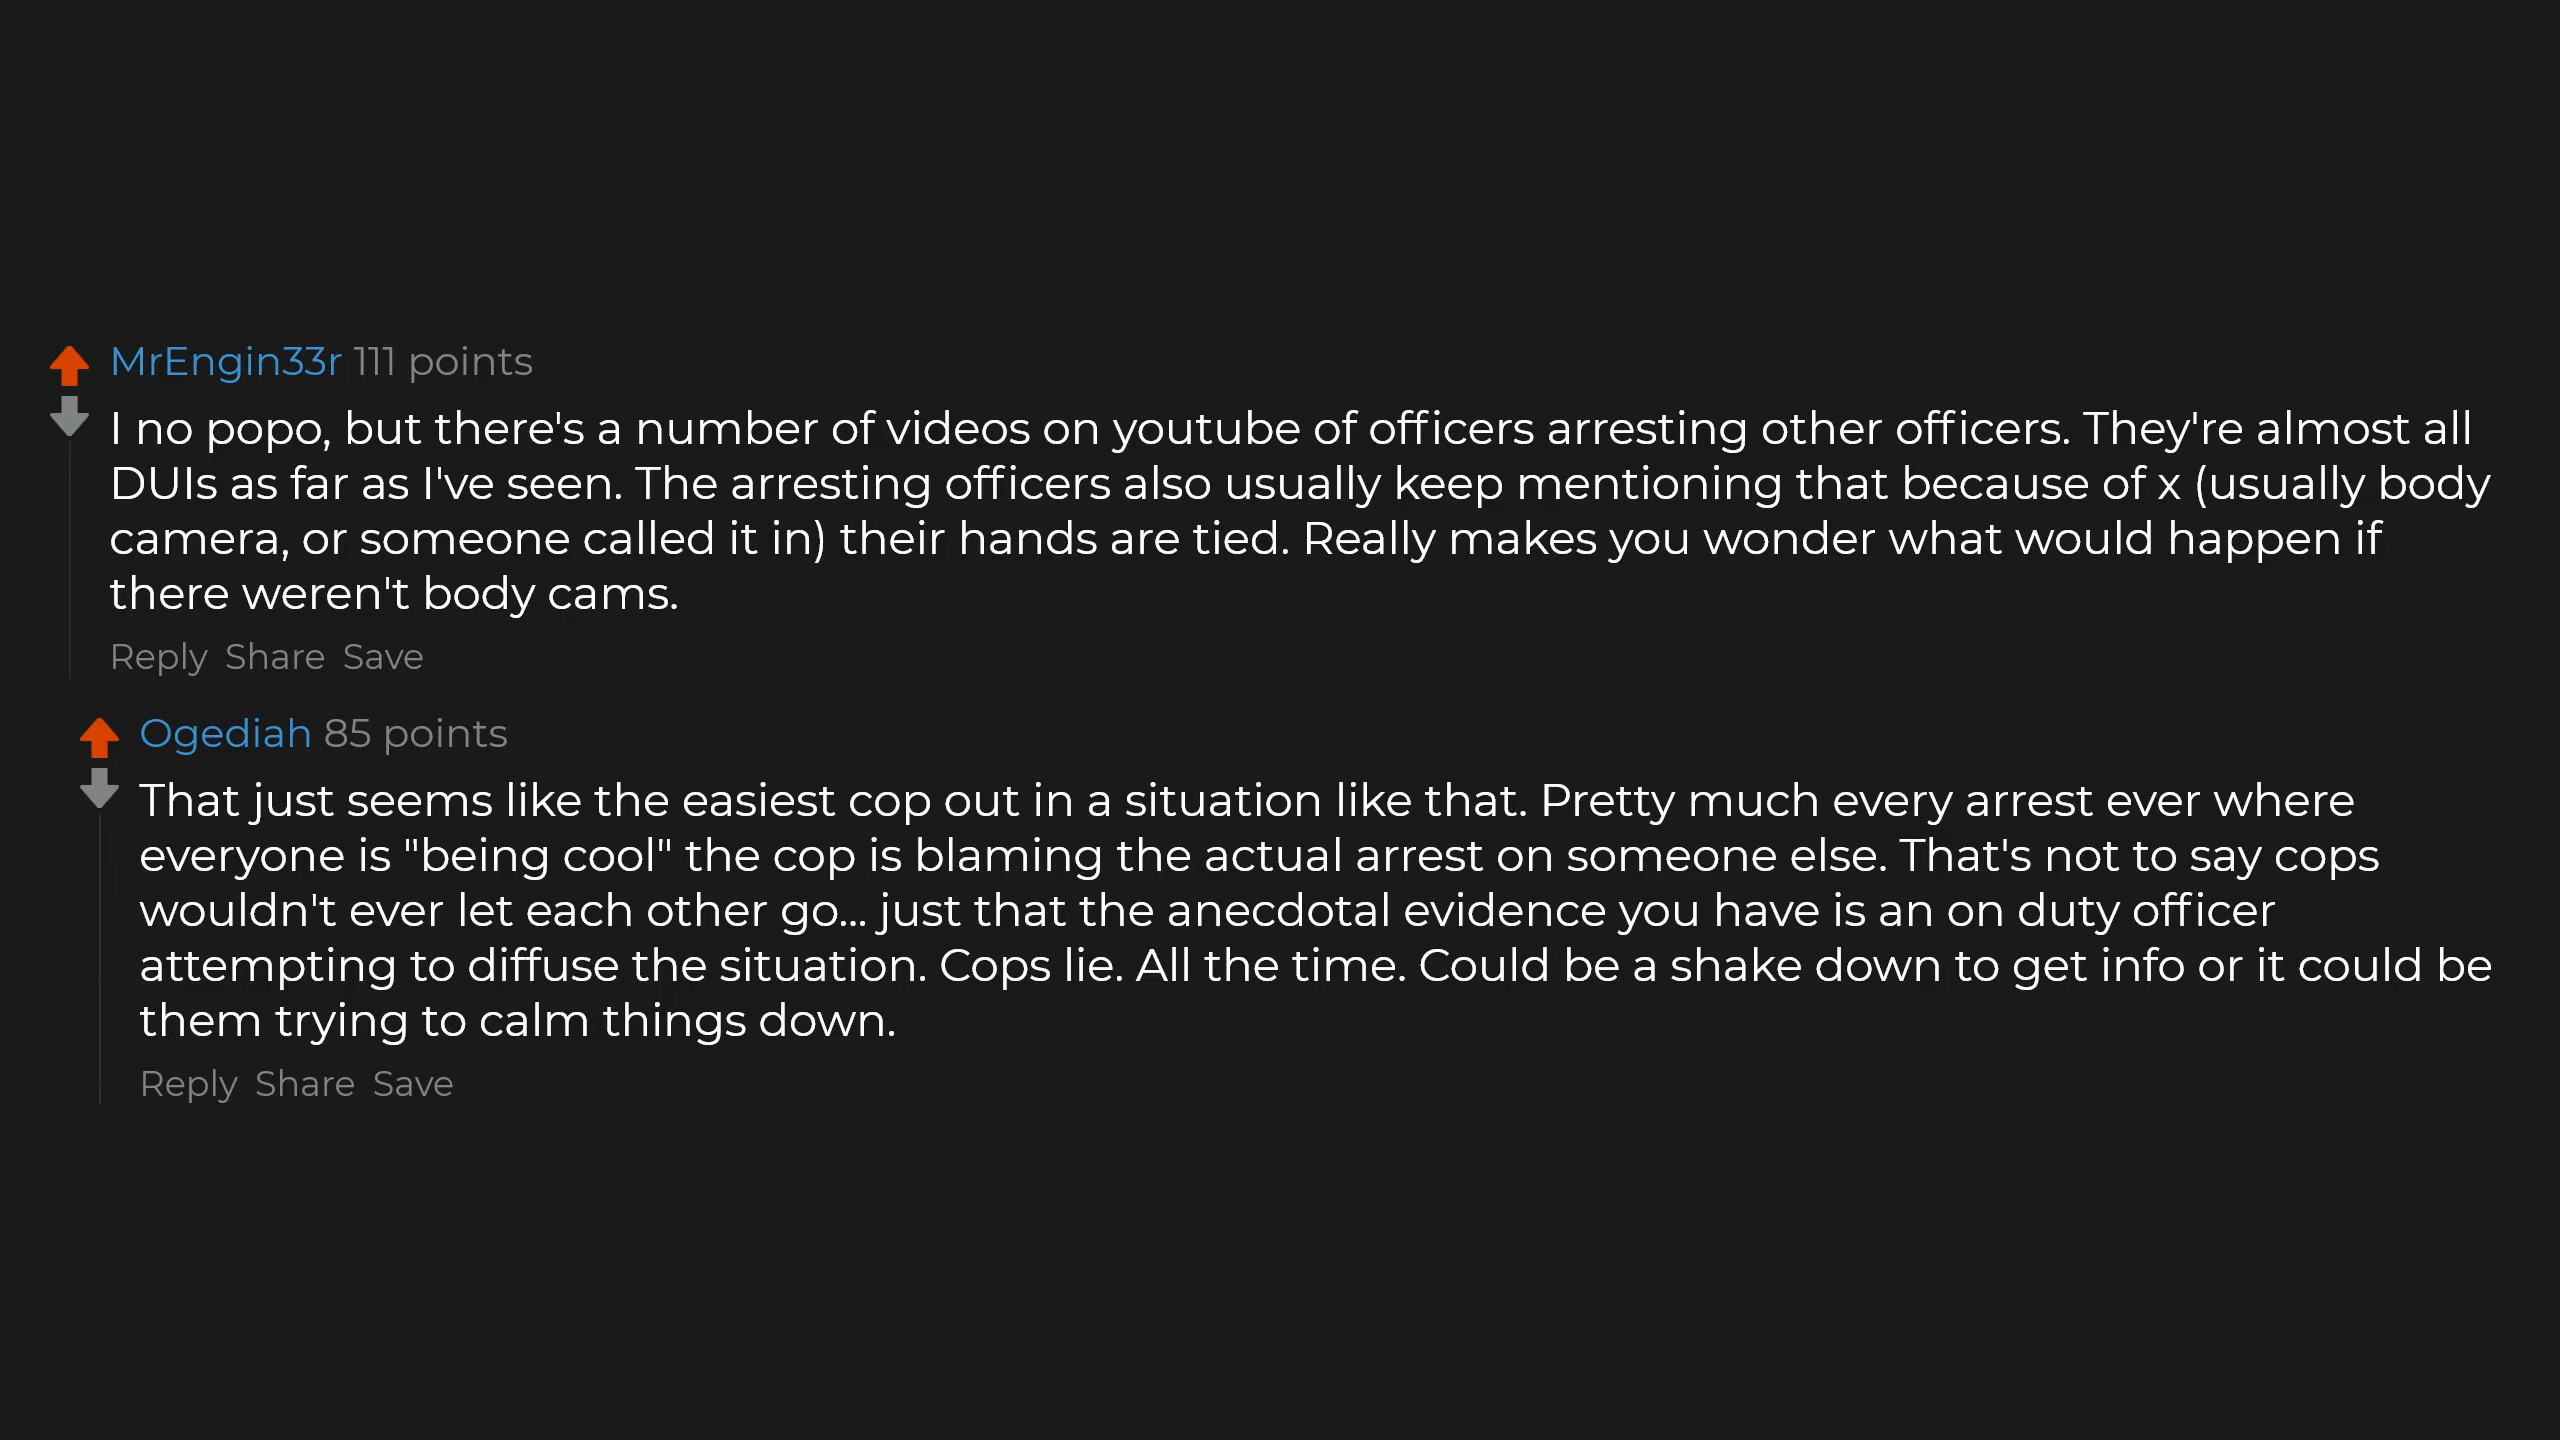 MrEngin33r 111 points
I no popo, but there's a number of videos on youtube of officers arresting other officers. They're almost all
DUIs as far as I've seen. The arresting officers also usually keep mentioning that because of x (usually body
camera, or someone called it in) their hands are tied. Really makes you wonder what would happen if
there weren't body cams.
Reply Share Save
Ogediah 85 points
That just seems like the easiest cop out in a situation like that. Pretty much every arrest ever where
everyone is "being cool" the cop is blaming the actual arrest on someone else. That's not to say cops
wouldn't ever let each other go... just that the anecdotal evidence you have is an on duty officer
attempting to diffuse the situation. Cops lie. All the time. Could be a shake down to get info or it could be
them trying to calm things down.
Reply Share Save